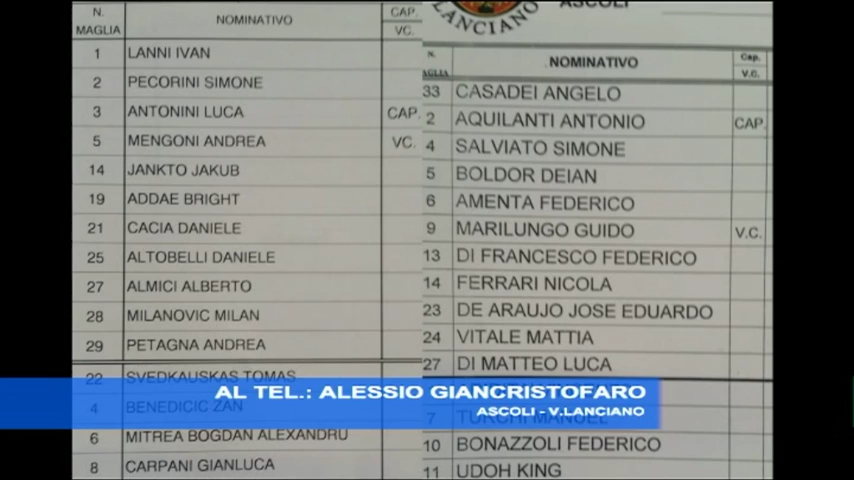 N. MAGLIA NOMINATIVO CAP. VC.
1 LANNI IVAN
2 PECORINI SIMONE
3 ANTONINI LUCA CAP.
5 MENGONI ANDREA VC.
14 JANKTO JAKUB
19 ADDAE BRIGHT
21 CACIA DANIELE
25 ALTOBELLI DANIELE
27 ALMICI ALBERTO
28 MILANOVIC MILAN
29 PETAGNA ANDREA
22 SVEDKAUSKAS TOMAS
4 BENEDICIC ZAN
6 MITREA BOGDAN ALEXANDRU
8 CARPANI GIANLUCA
LANCIANO
ASCOLI
N. MAGLIA NOMINATIVO Cap. V.C.
33 CASADEI ANGELO
2 AQUILANTI ANTONIO CAP.
4 SALVIATO SIMONE
5 BOLDOR DEIAN
6 AMENTA FEDERICO
9 MARILUNGO GUIDO V.C.
13 DI FRANCESCO FEDERICO
14 FERRARI NICOLA
23 DE ARAUJO JOSE EDUARDO
24 VITALE MATTIA
27 DI MATTEO LUCA
7 TURCHI MANUEL
10 BONAZZOLI FEDERICO
11 UDOH KING
AL TEL.: ALESSIO GIANCRISTOFARO
ASCOLI - V.LANCIANO